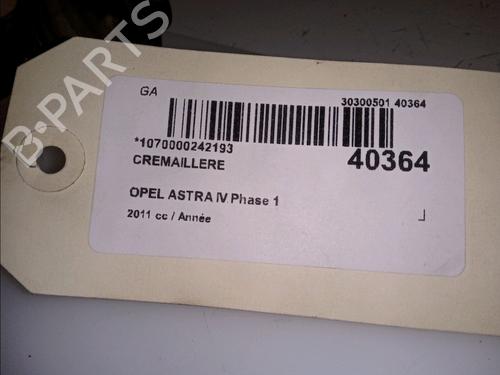 B-PARTS
GA
30300501 40364
*1070000242193
CREMAILLERE
40364
OPEL ASTRA IV Phase 1
2011 cc / Année